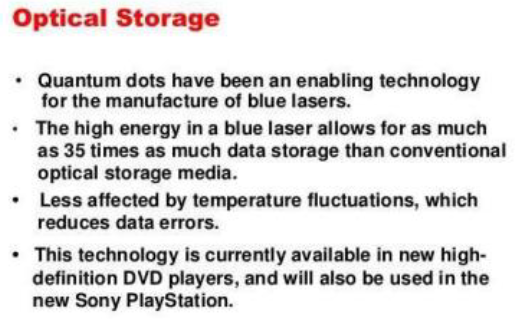 Optical Storage
• Quantum dots have been an enabling technology
for the manufacture of blue lasers.
• The high energy in a blue laser allows for as much
as 35 times as much data storage than conventional
optical storage media.
• Less affected by temperature fluctuations, which
reduces data errors.
• This technology is currently available in new high-
definition DVD players, and will also be used in the
new Sony PlayStation.